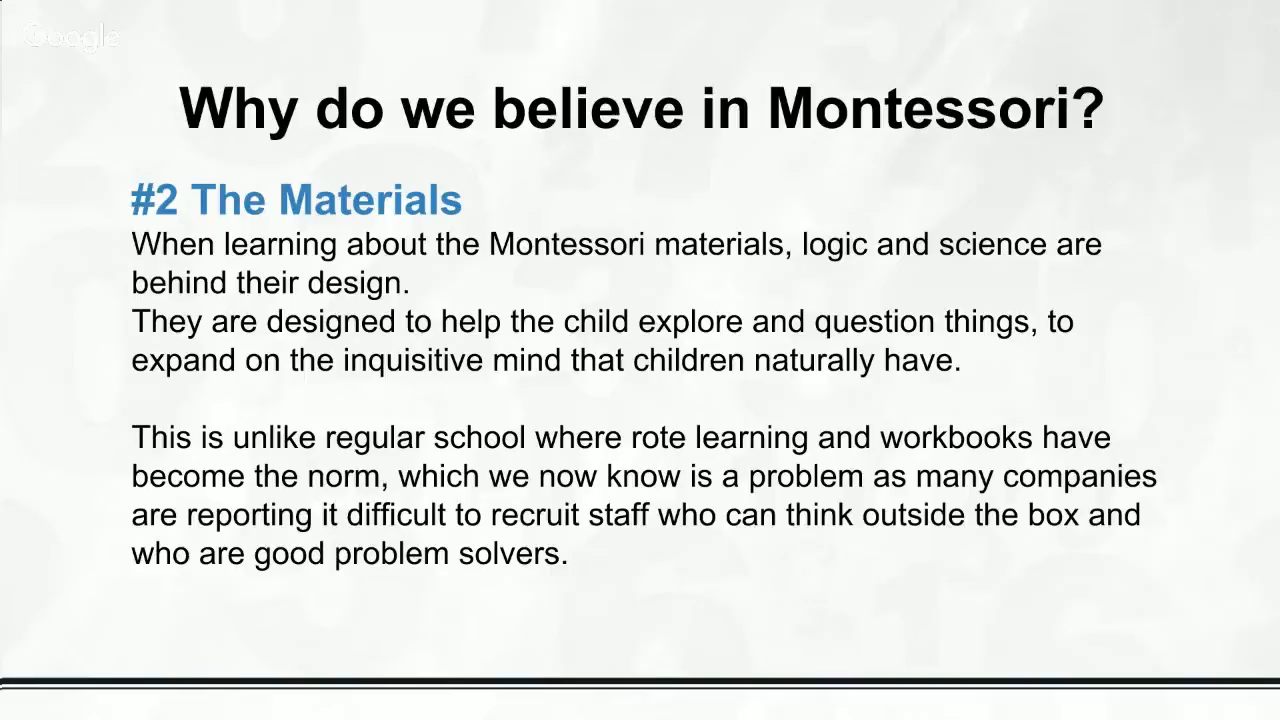 Google
Why do we believe in Montessori?
#2 The Materials
When learning about the Montessori materials, logic and science are
behind their design.
They are designed to help the child explore and question things, to
expand on the inquisitive mind that children naturally have.
This is unlike regular school where rote learning and workbooks have
become the norm, which we now know is a problem as many companies
are reporting it difficult to recruit staff who can think outside the box and
who are good problem solvers.